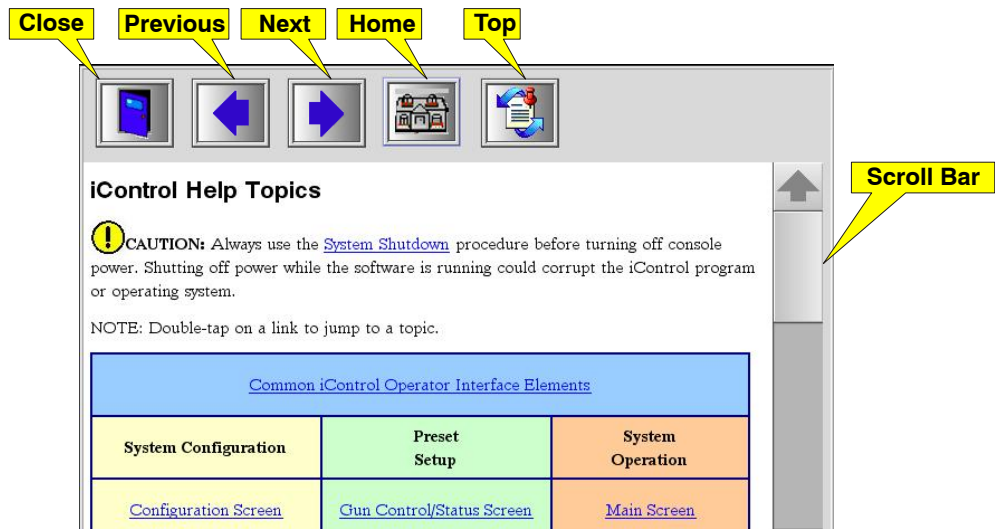 Close
Previous
Next
Home
Top
Scroll Bar
iControl Help Topics
CAUTION: Always use the System Shutdown procedure before turning off console
power. Shutting off power while the software is running could corrupt the iControl program
or operating system.
NOTE: Double-tap on a link to jump to a topic.
Common iControl Operator Interface Elements
System Configuration
Preset
Setup
System
Operation
Configuration Screen
Gun Control/Status Screen
Main Screen